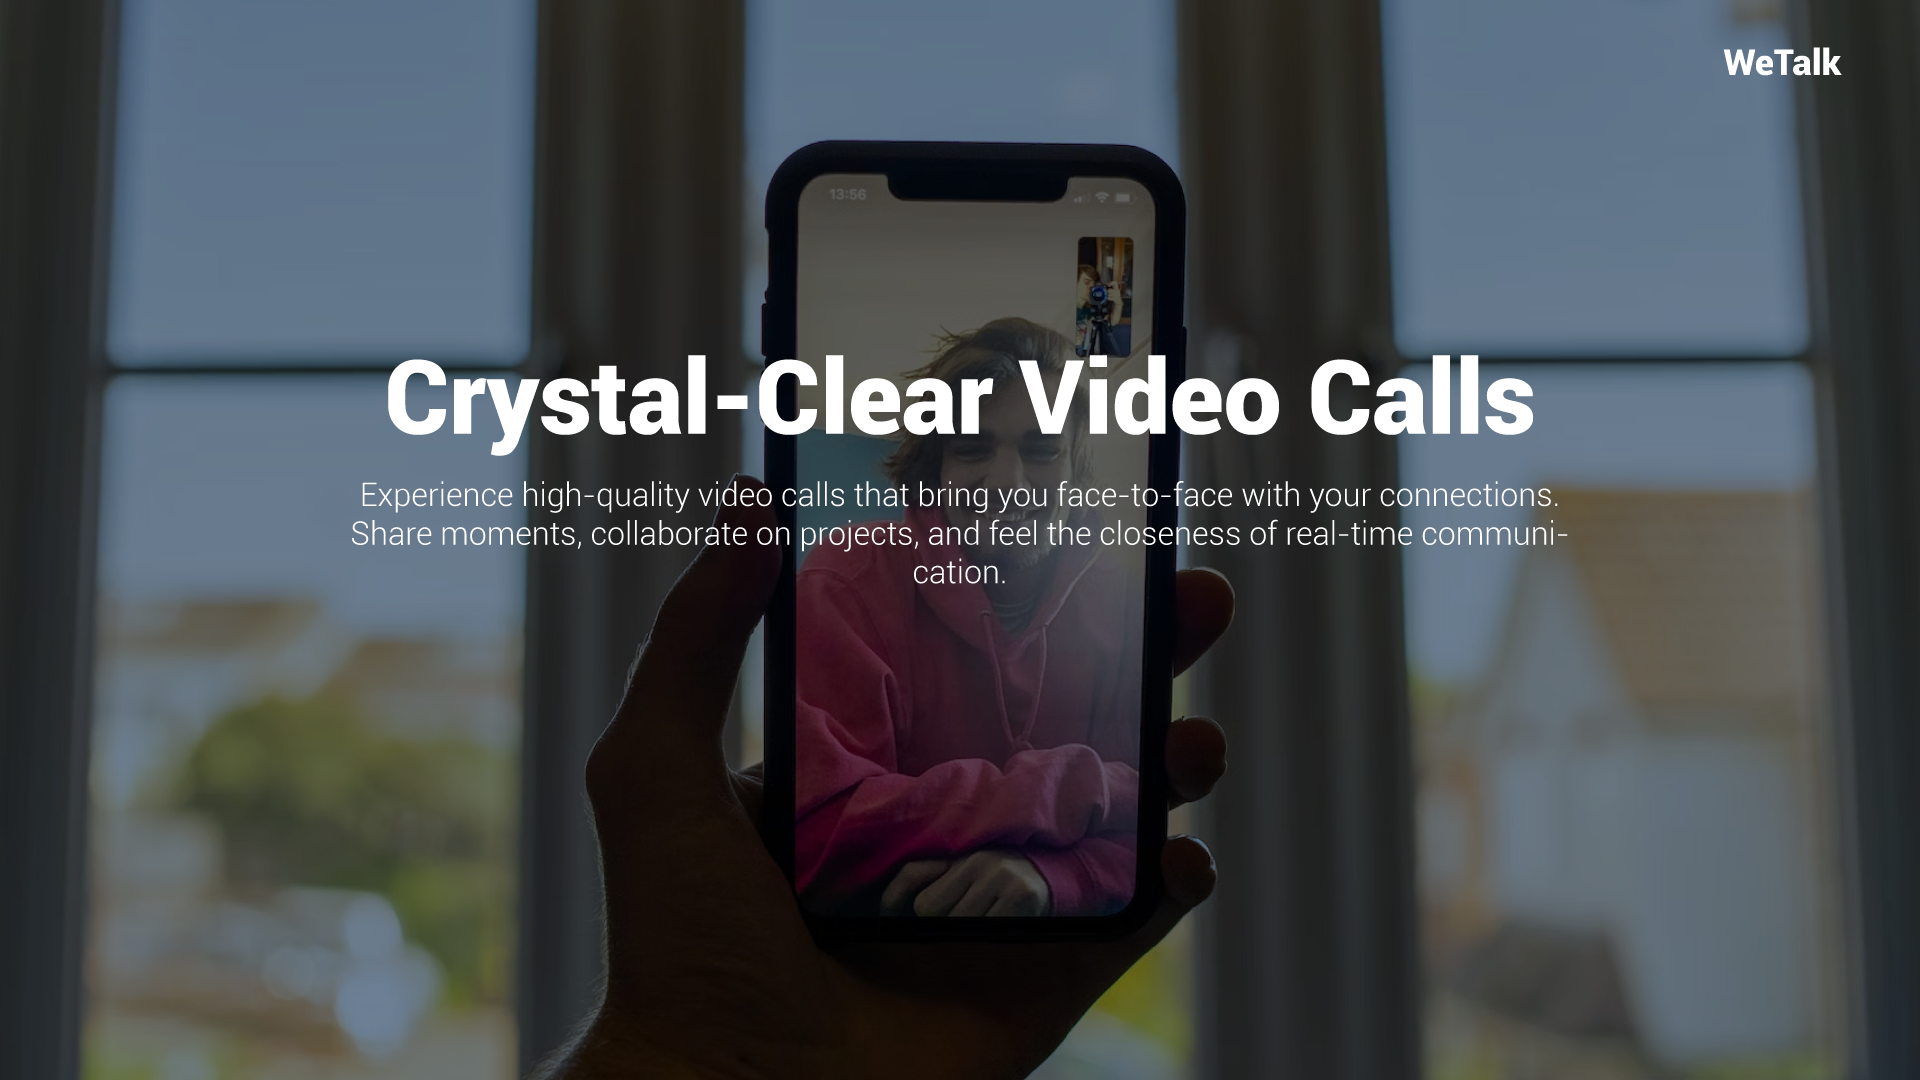 WeTalk
13:56
Crystal-Clear Video Calls
Experience high-quality video calls that bring you face-to-face with your connections.
Share moments, collaborate on projects, and feel the closeness of real-time communi-
cation.